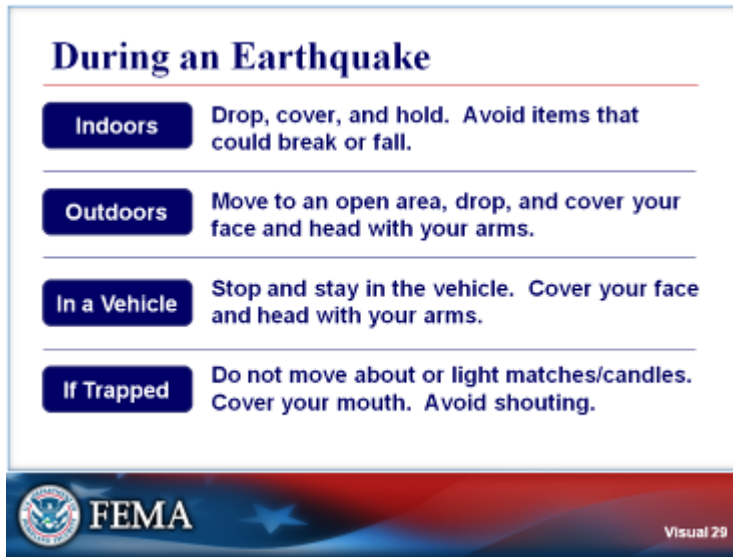 During an Earthquake
Indoors
Drop, cover, and hold. Avoid items that
could break or fall.
Outdoors
Move to an open area, drop, and cover your
face and head with your arms.
In a Vehicle
Stop and stay in the vehicle. Cover your face
and head with your arms.
If Trapped
Do not move about or light matches/candles.
Cover your mouth. Avoid shouting.
FEMA
Visual 29